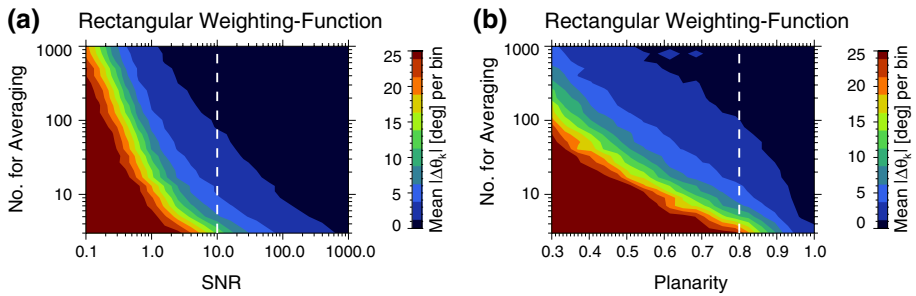 (a) Rectangular Weighting-Function
No. for Averaging
1000
100
10
0.1 1.0 10.0 100.0 1000.0
SNR
25
20
15
10
5
0
Mean |Δθk| [deg] per bin
(b) Rectangular Weighting-Function
No. for Averaging
1000
100
10
0.3 0.4 0.5 0.6 0.7 0.8 0.9 1.0
Planarity
25
20
15
10
5
0
Mean |Δθk| [deg] per bin